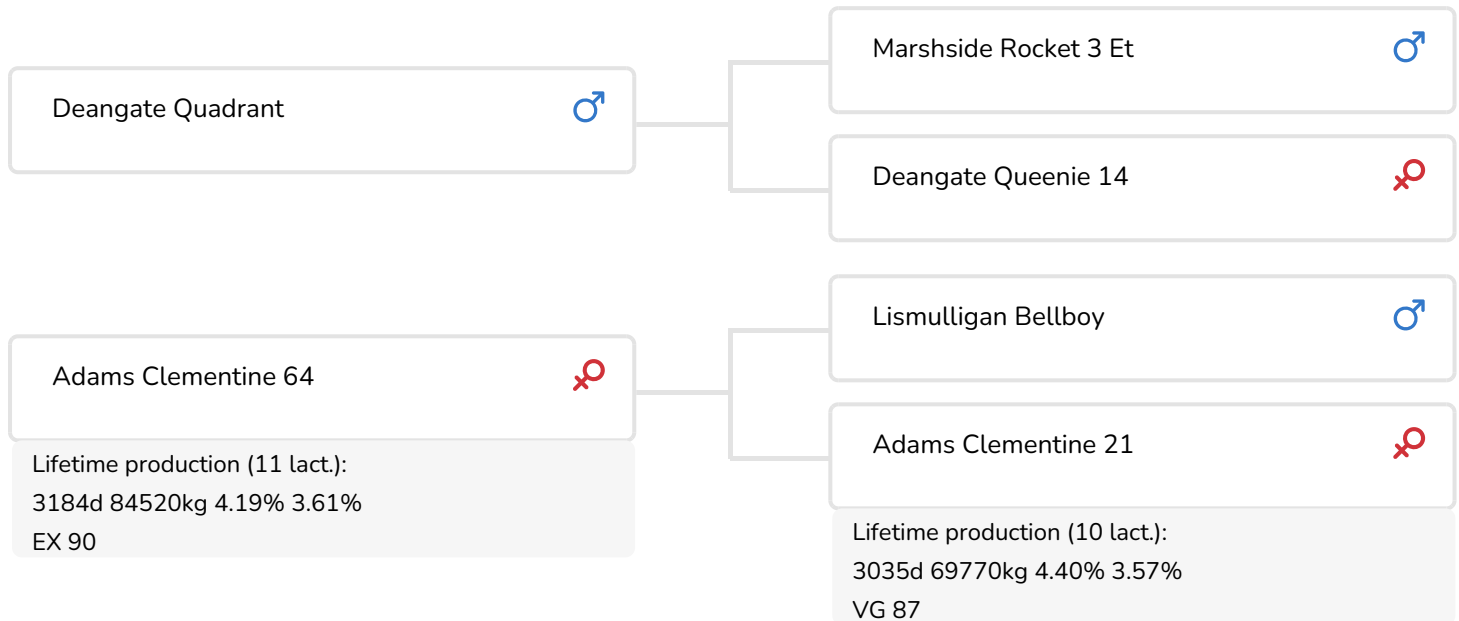 Marshside Rocket 3 Et
Deangate Quadrant
Deangate Queenie 14
Lismulligan Bellboy
Adams Clementine 64
Lifetime production (11 lact.):
3184d 84520kg 4.19% 3.61%
EX 90
Adams Clementine 21
Lifetime production (10 lact.):
3035d 69770kg 4.40% 3.57%
VG 87